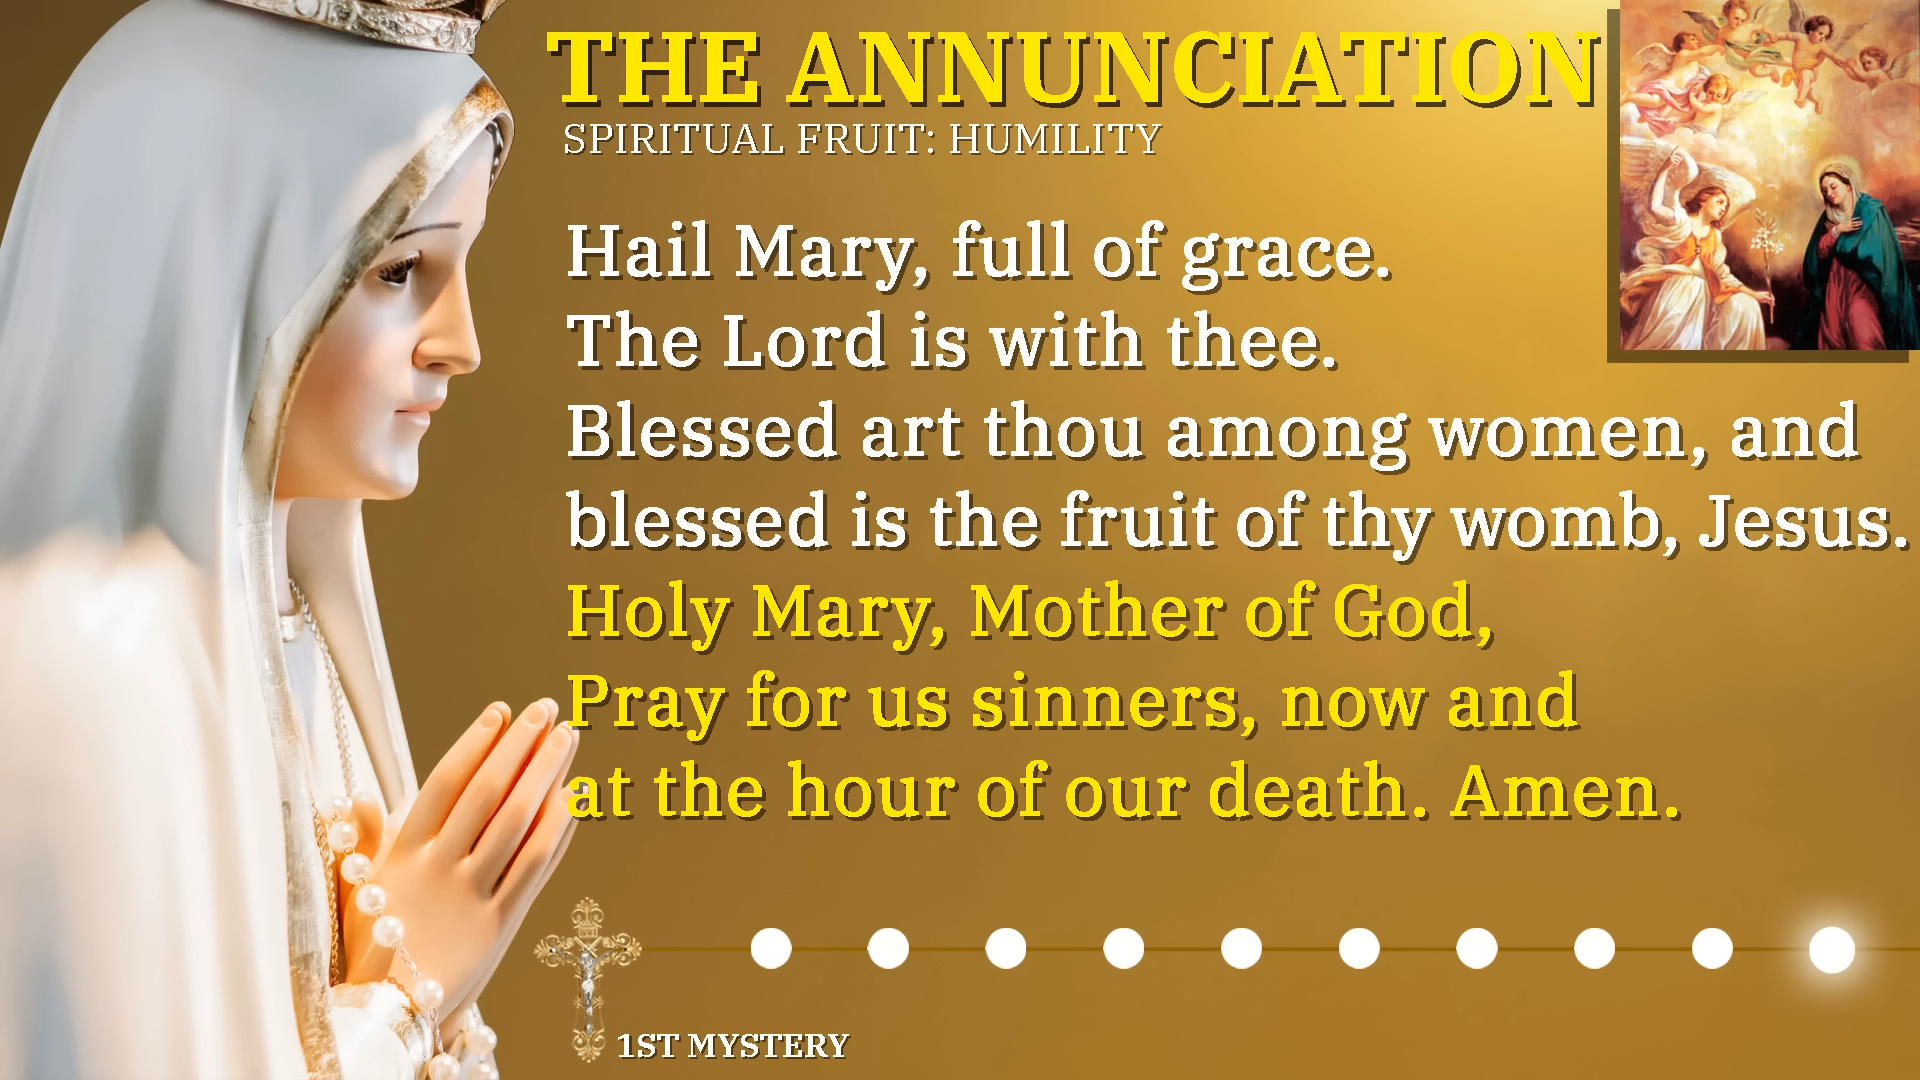 THE ANNUNCIATION
SPIRITUAL FRUIT: HUMILITY
Hail Mary, full of grace.
The Lord is with thee.
Blessed art thou among women, and
blessed is the fruit of thy womb, Jesus.
Holy Mary, Mother of God,
Pray for us sinners, now and
at the hour of our death. Amen.
1ST MYSTERY